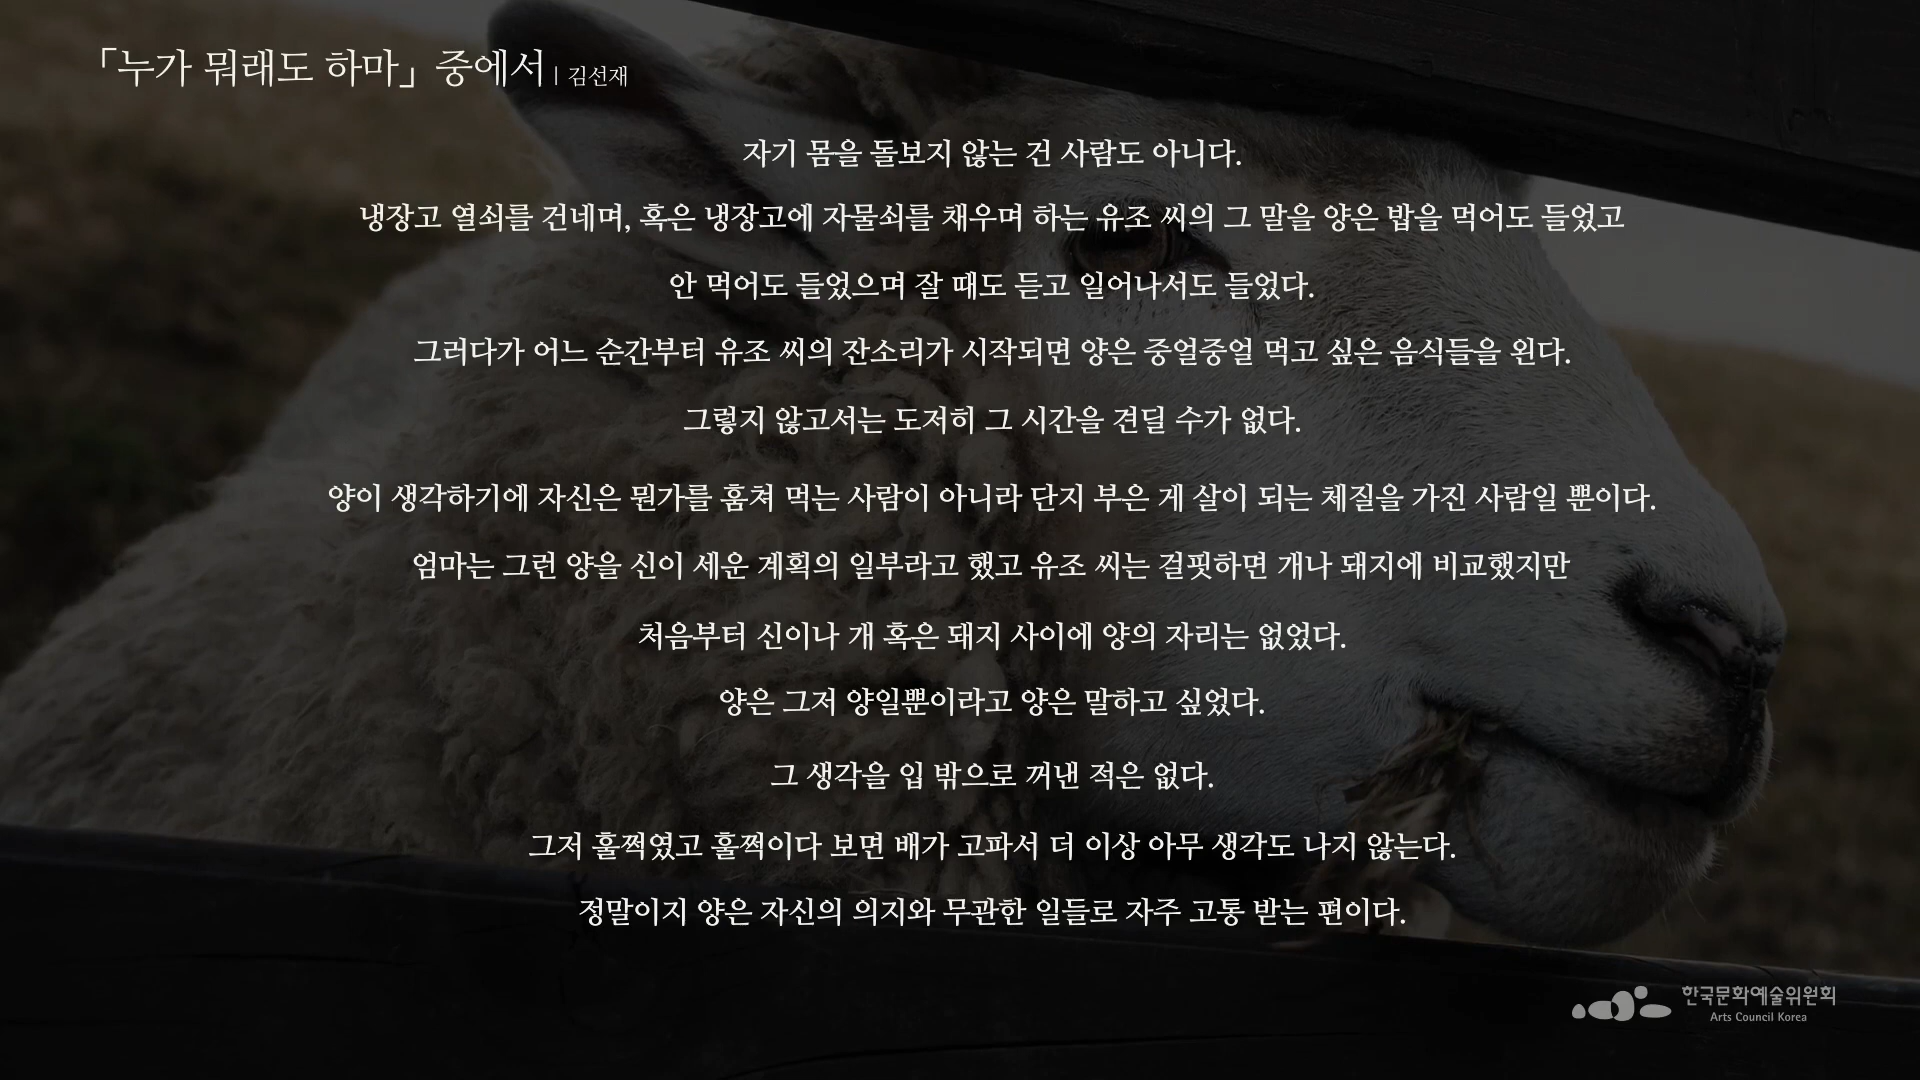 「누가 뭐래도 하마」 중에서 | 김선재
자기 몸을 돌보지 않는 건 사람도 아니다.
냉장고 열쇠를 건네며, 혹은 냉장고에 자물쇠를 채우며 하는 유조 씨의 그 말을 양은 밥을 먹어도 들었고
안 먹어도 들었으며 잘 때도 듣고 일어나서도 들었다.
그러다가 어느 순간부터 유조 씨의 잔소리가 시작되면 양은 중얼중얼 먹고 싶은 음식들을 왼다.
그렇지 않고서는 도저히 그 시간을 견딜 수가 없다.
양이 생각하기에 자신은 뭔가를 훔쳐 먹는 사람이 아니라 단지 부은 게 살이 되는 체질을 가진 사람일 뿐이다.
엄마는 그런 양을 신이 세운 계획의 일부라고 했고 유조 씨는 걸핏하면 개나 돼지에 비교했지만
처음부터 신이나 개 혹은 돼지 사이에 양의 자리는 없었다.
양은 그저 양일뿐이라고 양은 말하고 싶었다.
그 생각을 입 밖으로 꺼낸 적은 없다.
그저 훌쩍였고 훌쩍이다 보면 배가 고파서 더 이상 아무 생각도 나지 않는다.
정말이지 양은 자신의 의지와 무관한 일들로 자주 고통 받는 편이다.
한국문화예술위원회
Arts Council Korea